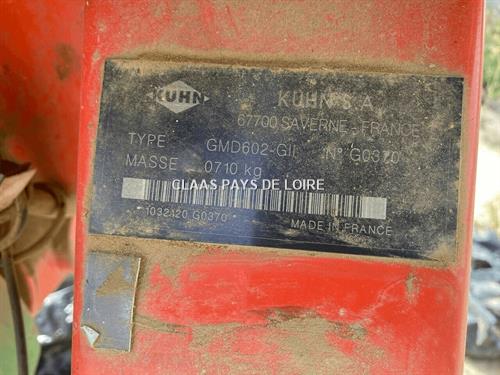 KUHN
KUHN S.A
67700 SAVERNE - FRANCE
TYPE GMD602-GII N° G0370
MASSE 0710 kg
CLAAS PAYS DE LOIRE
1032120 G0370 MADE IN FRANCE